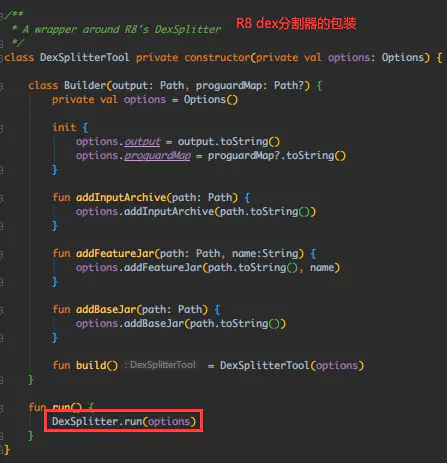 R8 dex分割器的包装
/**
 * A wrapper around R8's DexSplitter
 */
class DexSplitterTool private constructor(private val options: Options) {
    class Builder(output: Path, proguardMap: Path?) {
        private val options = Options()
        init {
            options.output = output.toString()
            options.proguardMap = proguardMap?.toString()
        }
        fun addInputArchive(path: Path) {
            options.addInputArchive(path.toString())
        }
        fun addFeatureJar(path: Path, name:String) {
            options.addFeatureJar(path.toString(), name)
        }
        fun addBaseJar(path: Path) {
            options.addBaseJar(path.toString())
        }
        fun build() : DexSplitterTool = DexSplitterTool(options)
    }
    fun run() {
        DexSplitter.run(options)
    }
}